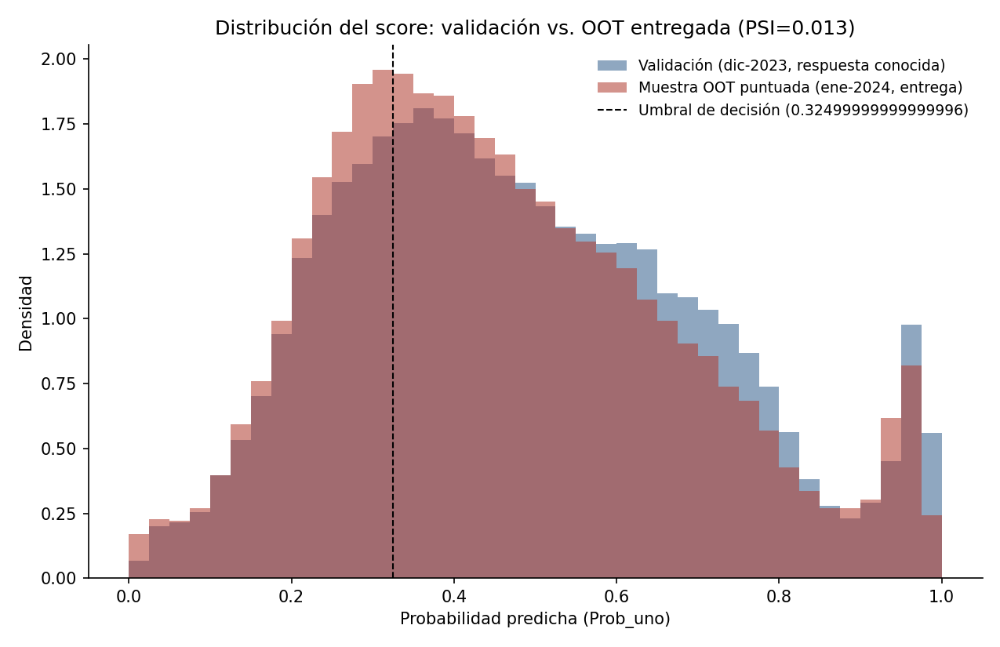 Distribución del score: validación vs. OOT entregada (PSI=0.013)
Validación (dic-2023, respuesta conocida)
Muestra OOT puntuada (ene-2024, entrega)
Umbral de decisión (0.32499999999999996)
Densidad
2.00
1.75
1.50
1.25
1.00
0.75
0.50
0.25
0.00
0.0 0.2 0.4 0.6 0.8 1.0
Probabilidad predicha (Prob_uno)